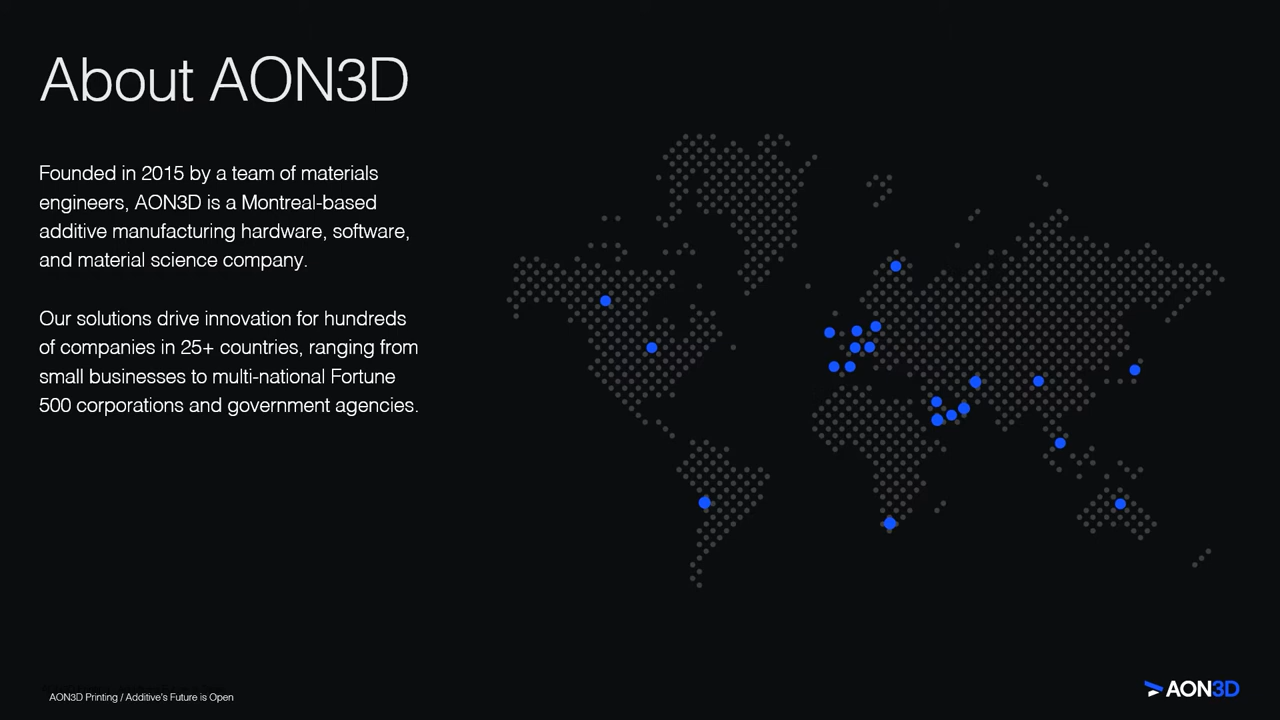 About AON3D
Founded in 2015 by a team of materials
engineers, AON3D is a Montreal-based
additive manufacturing hardware, software,
and material science company.
Our solutions drive innovation for hundreds
of companies in 25+ countries, ranging from
small businesses to multi-national Fortune
500 corporations and government agencies.
AON3D Printing / Additive's Future is Open
AON3D